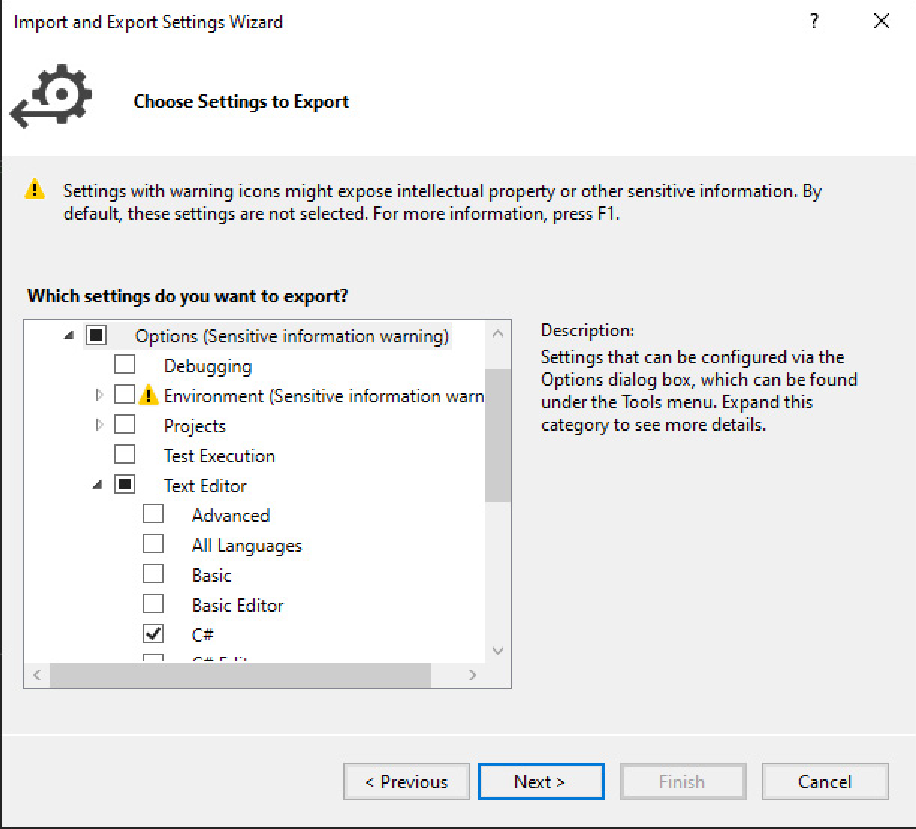 Import and Export Settings Wizard
?
Choose Settings to Export
Settings with warning icons might expose intellectual property or other sensitive information. By
default, these settings are not selected. For more information, press F1.
Which settings do you want to export?
Options (Sensitive information warning)
Debugging
Environment (Sensitive information warn
Projects
Test Execution
Text Editor
Advanced
All Languages
Basic
Basic Editor
C#
Description:
Settings that can be configured via the
Options dialog box, which can be found
under the Tools menu. Expand this
category to see more details.
< Previous
Next >
Finish
Cancel